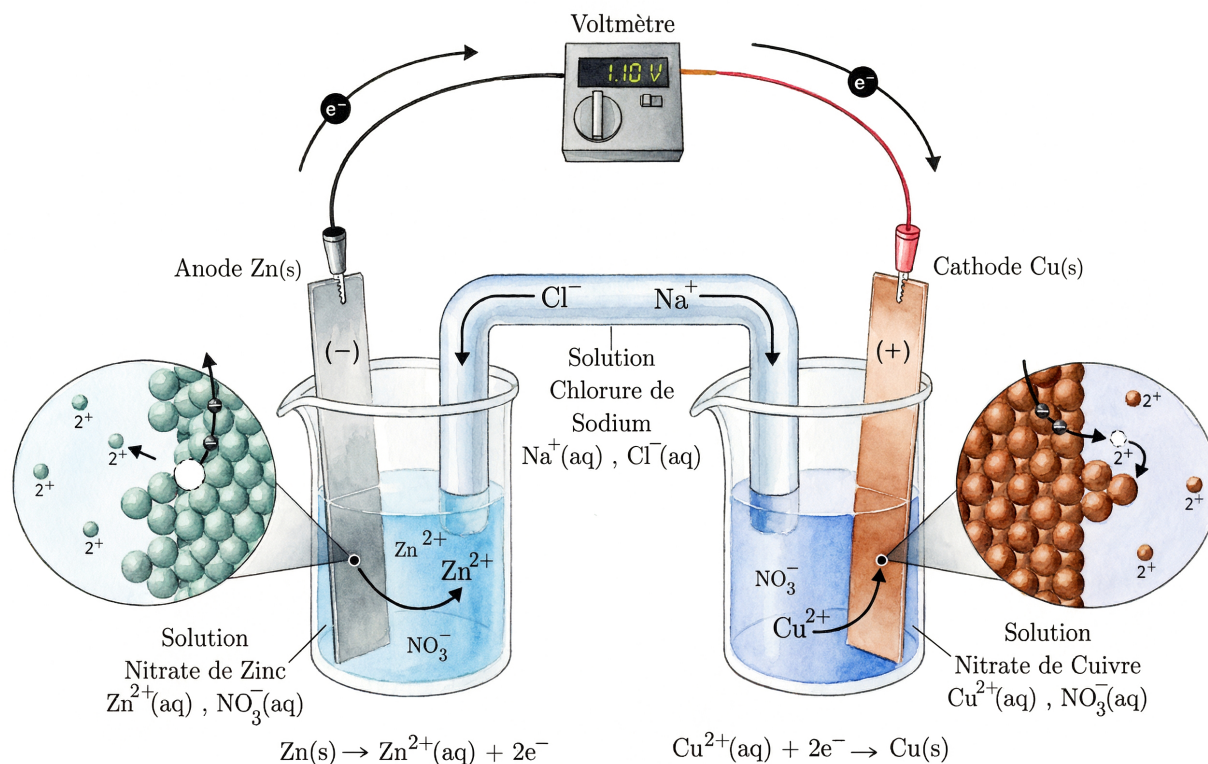 Voltmètre
1.10 V
e⁻
e⁻
Anode Zn(s)
Cathode Cu(s)
Cl⁻
Na⁺
(−)
(+)
Solution
Chlorure de
Sodium
Na⁺(aq) , Cl⁻(aq)
2⁺
2⁺
2⁺
2⁺
2⁺
2⁺
2⁺
2⁺
Zn²⁺
Zn²⁺
NO₃⁻
NO₃⁻
Cu²⁺
Solution
Nitrate de Zinc
Zn²⁺(aq) , NO₃⁻(aq)
Solution
Nitrate de Cuivre
Cu²⁺(aq) , NO₃⁻(aq)
Zn(s) → Zn²⁺(aq) + 2e⁻
Cu²⁺(aq) + 2e⁻ → Cu(s)